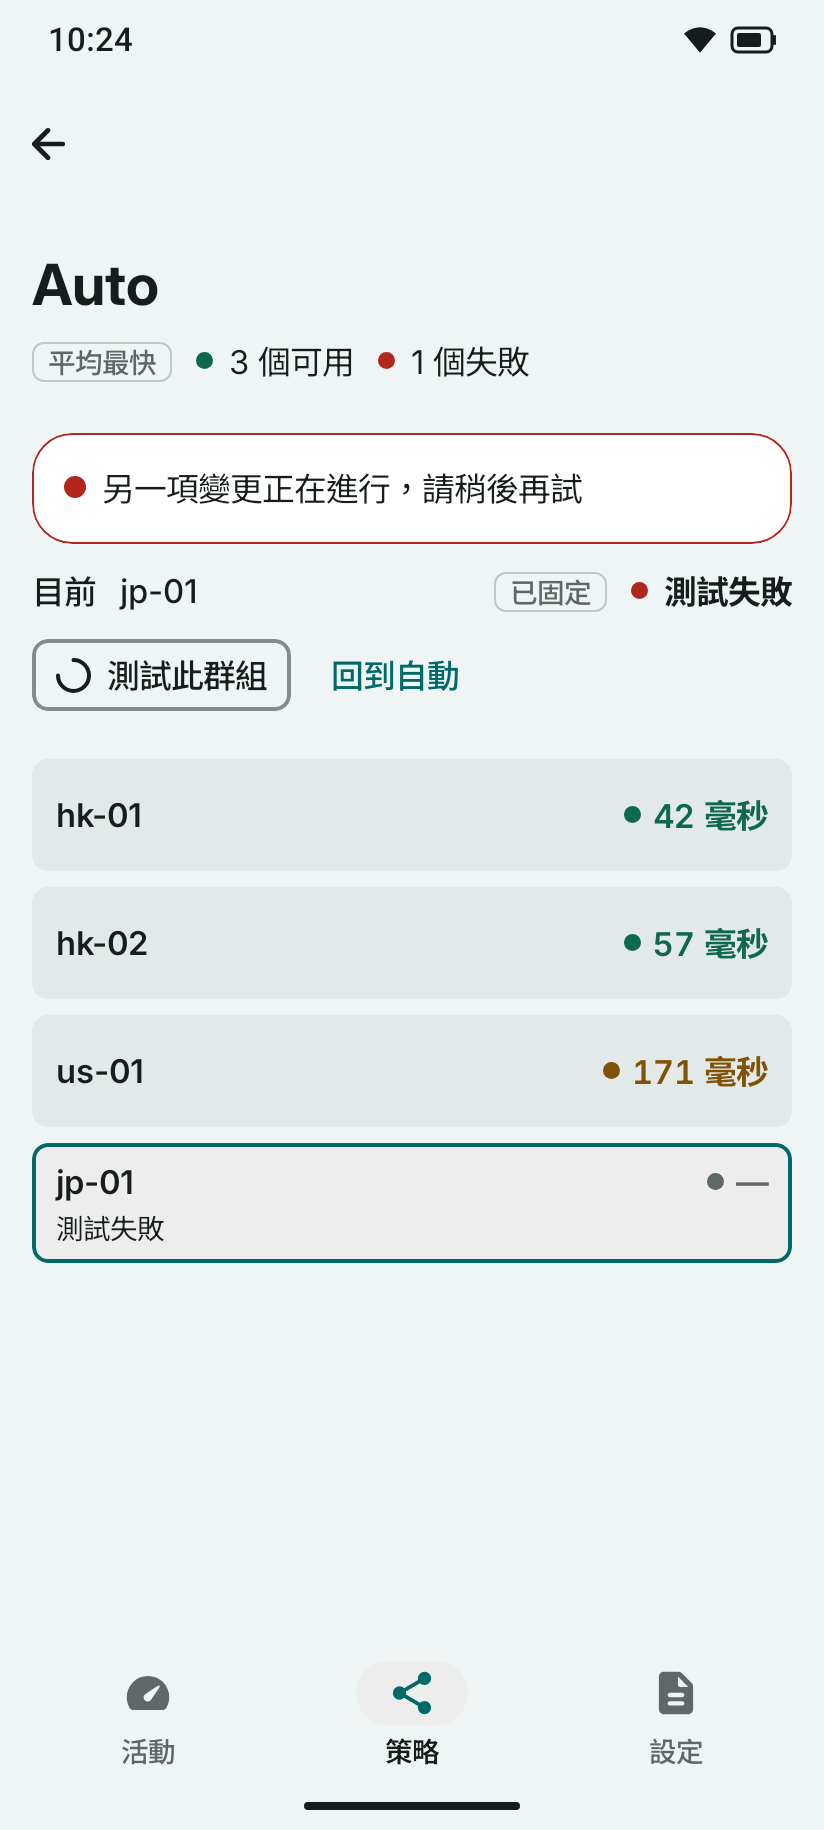 10:24
Auto
平均最快 3 個可用 1 個失敗
另一項變更正在進行，請稍後再試
目前 jp-01 已固定 測試失敗
測試此群組 回到自動
hk-01 42 毫秒
hk-02 57 毫秒
us-01 171 毫秒
jp-01 —
測試失敗
活動 策略 設定